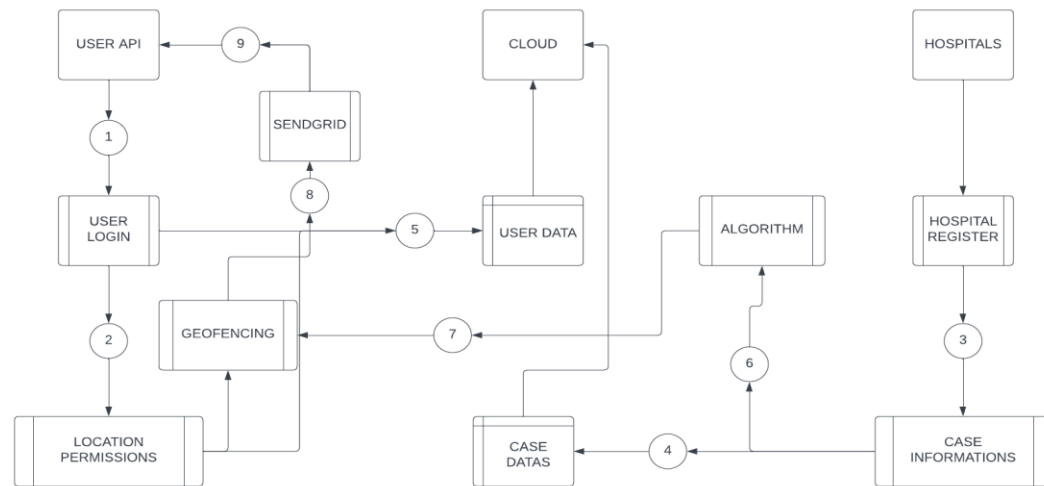 USER API
9
CLOUD
HOSPITALS
SENDGRID
1
8
USER
LOGIN
5
USER DATA
ALGORITHM
HOSPITAL
REGISTER
GEOFENCING
7
2
3
6
LOCATION
PERMISSIONS
CASE
DATAS
4
CASE
INFORMATIONS